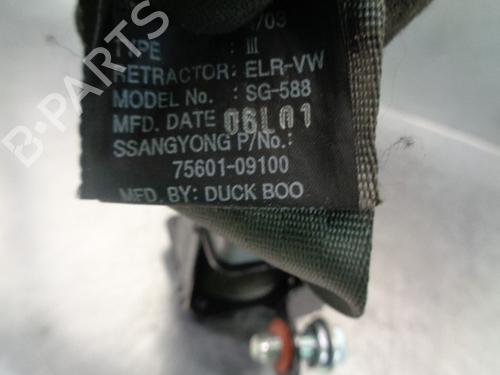 /03
TYPE : III
RETRACTOR: ELR-VW
MODEL No. : SG-588
MFD. DATE 06L01
SSANGYONG P/No.:
75601-09100
MFD. BY: DUCK BOO
B-PARTS